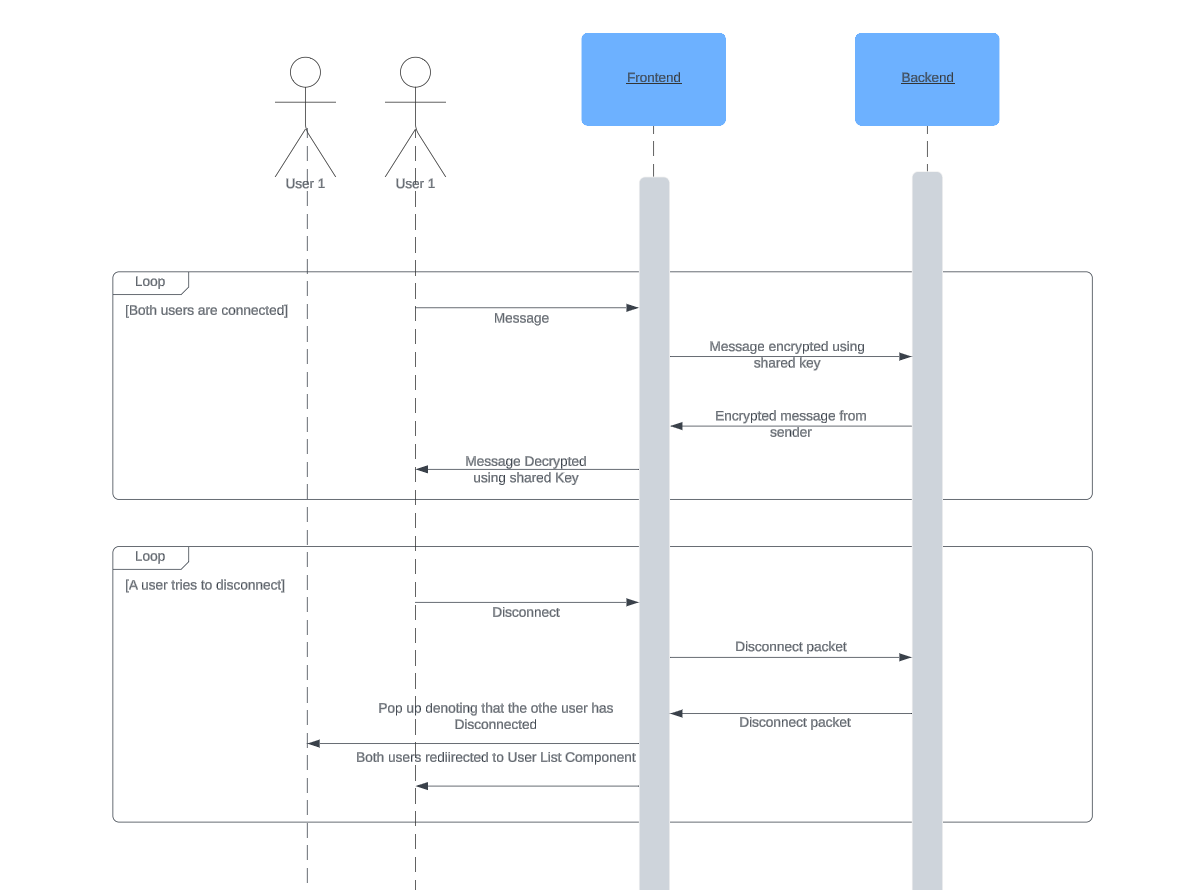 Frontend
Backend
User 1
User 1
Loop
[Both users are connected]
Message
Message encrypted using
shared key
Encrypted message from
sender
Message Decrypted
using shared Key
Loop
[A user tries to disconnect]
Disconnect
Disconnect packet
Pop up denoting that the othe user has
Disconnected
Disconnect packet
Both users rediirected to User List Component